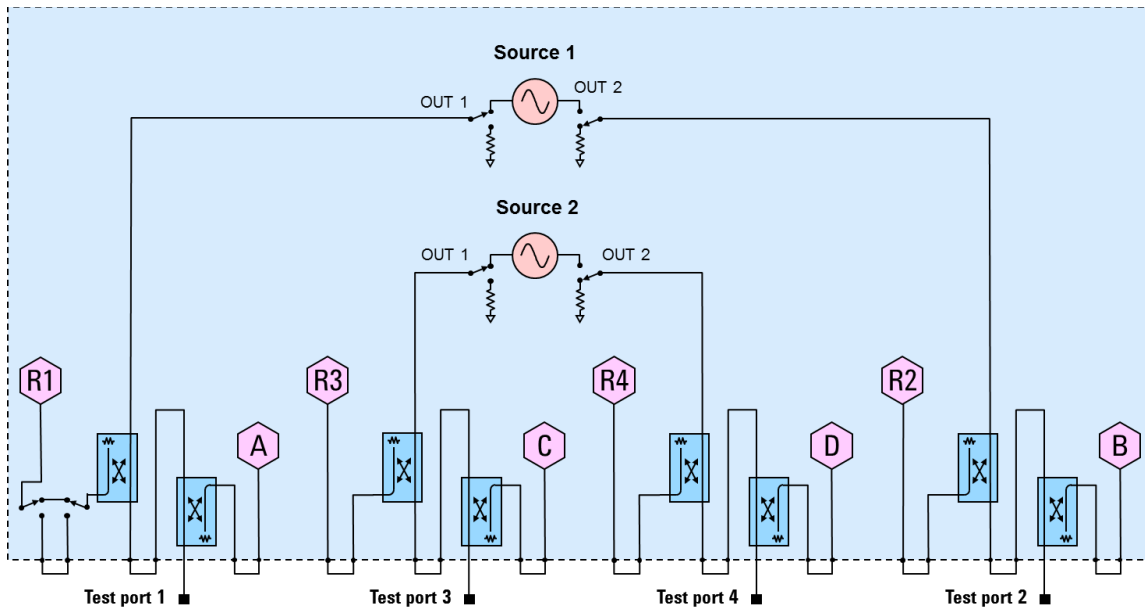 Source 1
OUT 1
OUT 2
Source 2
OUT 1
OUT 2
R1
R3
R4
R2
A
C
D
B
Test port 1
Test port 3
Test port 4
Test port 2